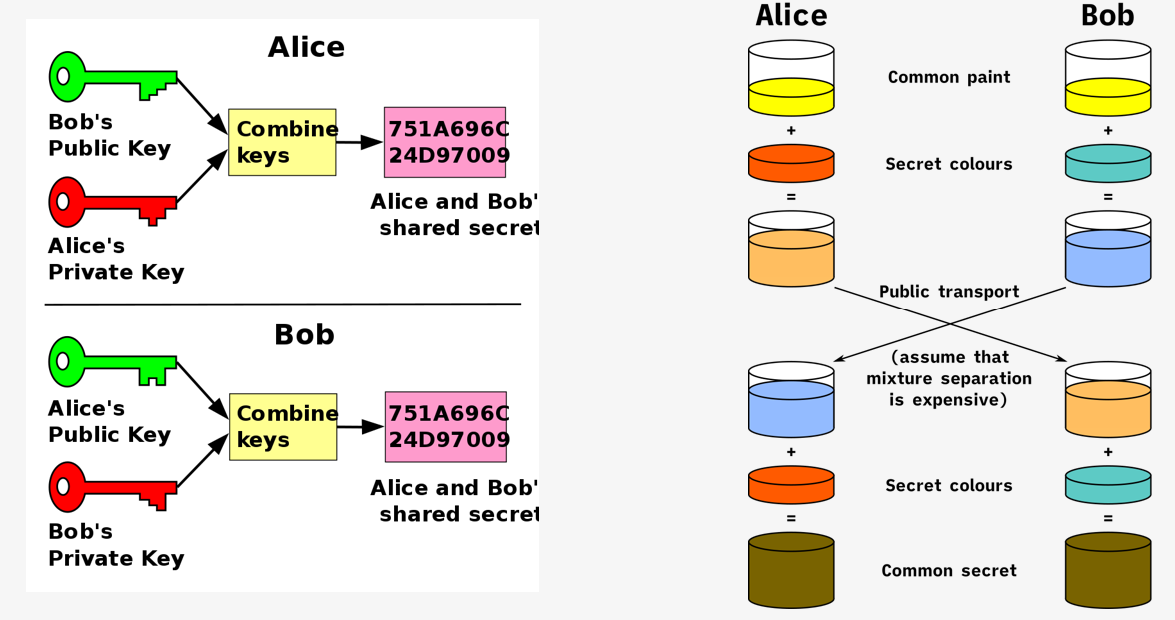 Alice
Bob's
Public Key
Combine
keys
751A696C
24D97009
Alice's
Private Key
Alice and Bob'
shared secret
Bob
Alice's
Public Key
Combine
keys
751A696C
24D97009
Bob's
Private Key
Alice and Bob'
shared secret
Alice
Bob
Common paint
+
+
Secret colours
=
=
Public transport
(assume that
mixture separation
is expensive)
+
+
Secret colours
=
=
Common secret